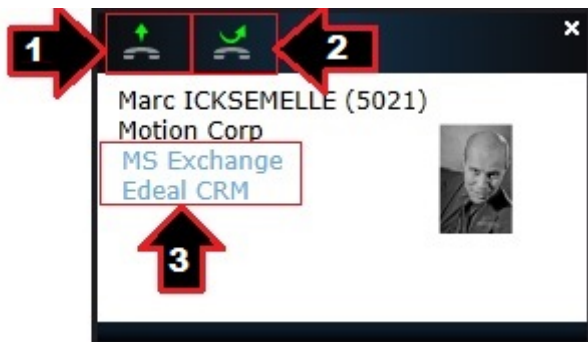 1
2
×
Marc ICKSEMELLE (5021)
Motion Corp
MS Exchange
Edeal CRM
3